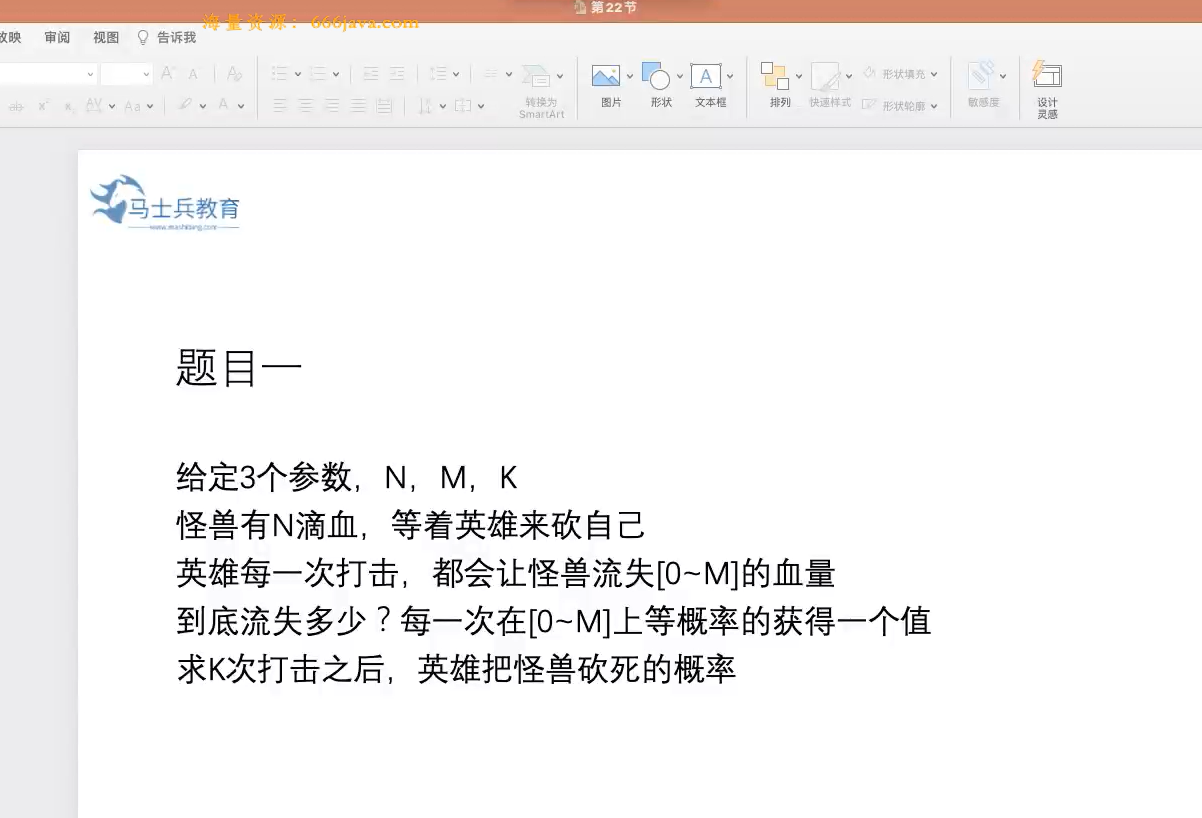 第22节
海量资源：666java.com
放映 审阅 视图 告诉我
转换为 SmartArt
图片 形状 文本框 排列 快速样式 形状填充 形状轮廓 敏感度 设计灵感
马士兵教育
www.mashibing.com
题目一
给定3个参数，N，M，K
怪兽有N滴血，等着英雄来砍自己
英雄每一次打击，都会让怪兽流失[0~M]的血量
到底流失多少？每一次在[0~M]上等概率的获得一个值
求K次打击之后，英雄把怪兽砍死的概率